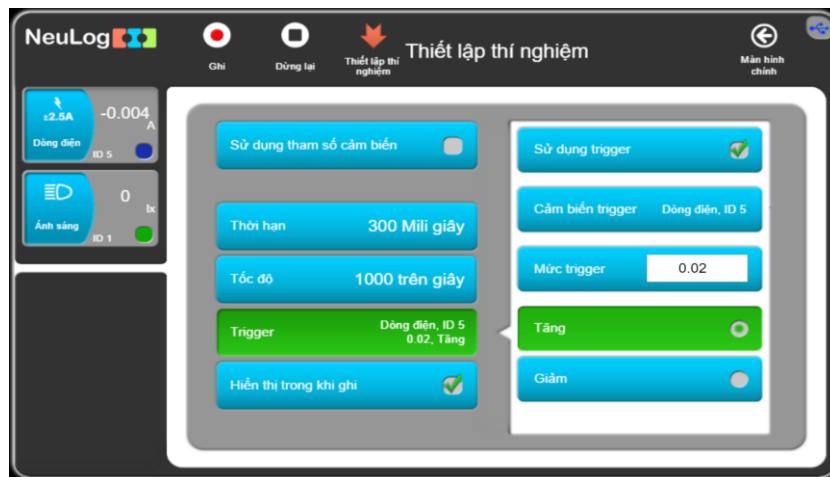 NeuLog
Ghi
Dừng lại
Thiết lập thí
nghiệm
Thiết lập thí nghiệm
Màn hình
chính
±2.5A
-0.004
A
Dòng điện
ID 5
0
lx
Ánh sáng
ID 1
Sử dụng tham số cảm biến
Thời hạn 300 Mili giây
Tốc độ 1000 trên giây
Trigger
Dòng điện, ID 5
0.02, Tăng
Hiển thị trong khi ghi
Sử dụng trigger
Cảm biến trigger Dòng điện, ID 5
Mức trigger 0.02
Tăng
Giảm